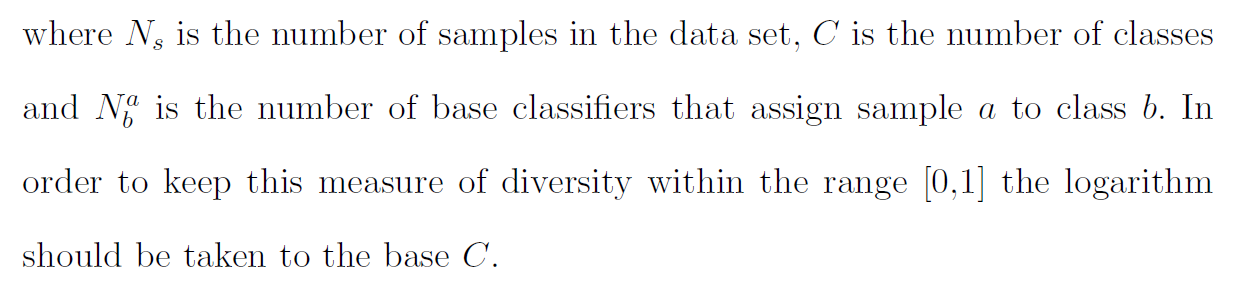 where N_s is the number of samples in the data set, C is the number of classes
and N_b^a is the number of base classifiers that assign sample a to class b. In
order to keep this measure of diversity within the range [0,1] the logarithm
should be taken to the base C.